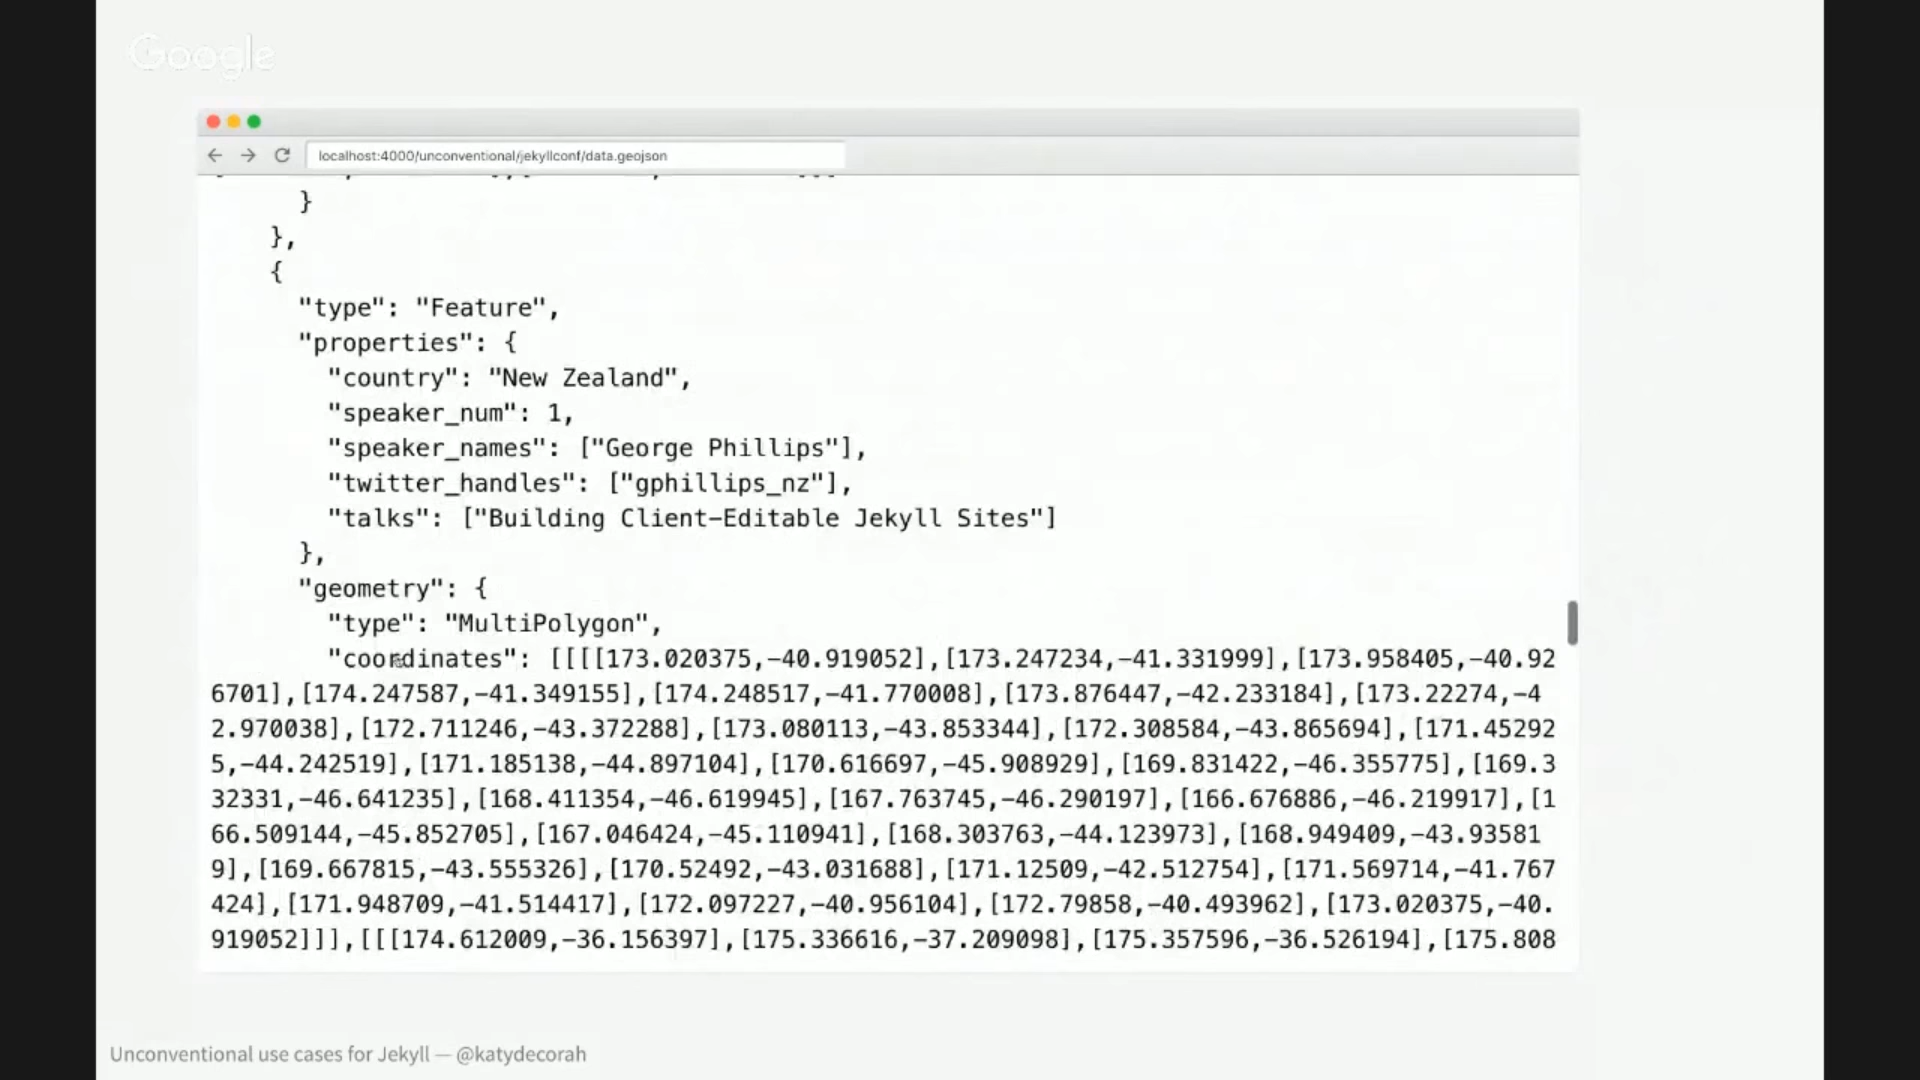 Google
localhost:4000/unconventional/jekyllconf/data.geojson
}
},
{
"type": "Feature",
"properties": {
"country": "New Zealand",
"speaker_num": 1,
"speaker_names": ["George Phillips"],
"twitter_handles": ["gphillips_nz"],
"talks": ["Building Client-Editable Jekyll Sites"]
},
"geometry": {
"type": "MultiPolygon",
"coordinates": [[[[173.020375,-40.919052],[173.247234,-41.331999],[173.958405,-40.92
6701],[174.247587,-41.349155],[174.248517,-41.770008],[173.876447,-42.233184],[173.22274,-4
2.970038],[172.711246,-43.372288],[173.080113,-43.853344],[172.308584,-43.865694],[171.45292
5,-44.242519],[171.185138,-44.897104],[170.616697,-45.908929],[169.831422,-46.355775],[169.3
32331,-46.641235],[168.411354,-46.619945],[167.763745,-46.290197],[166.676886,-46.219917],[1
66.509144,-45.852705],[167.046424,-45.110941],[168.303763,-44.123973],[168.949409,-43.93581
9],[169.667815,-43.555326],[170.52492,-43.031688],[171.12509,-42.512754],[171.569714,-41.767
424],[171.948709,-41.514417],[172.097227,-40.956104],[172.79858,-40.493962],[173.020375,-40.
919052]]],[[[174.612009,-36.156397],[175.336616,-37.209098],[175.357596,-36.526194],[175.808
Unconventional use cases for Jekyll — @katydecorah